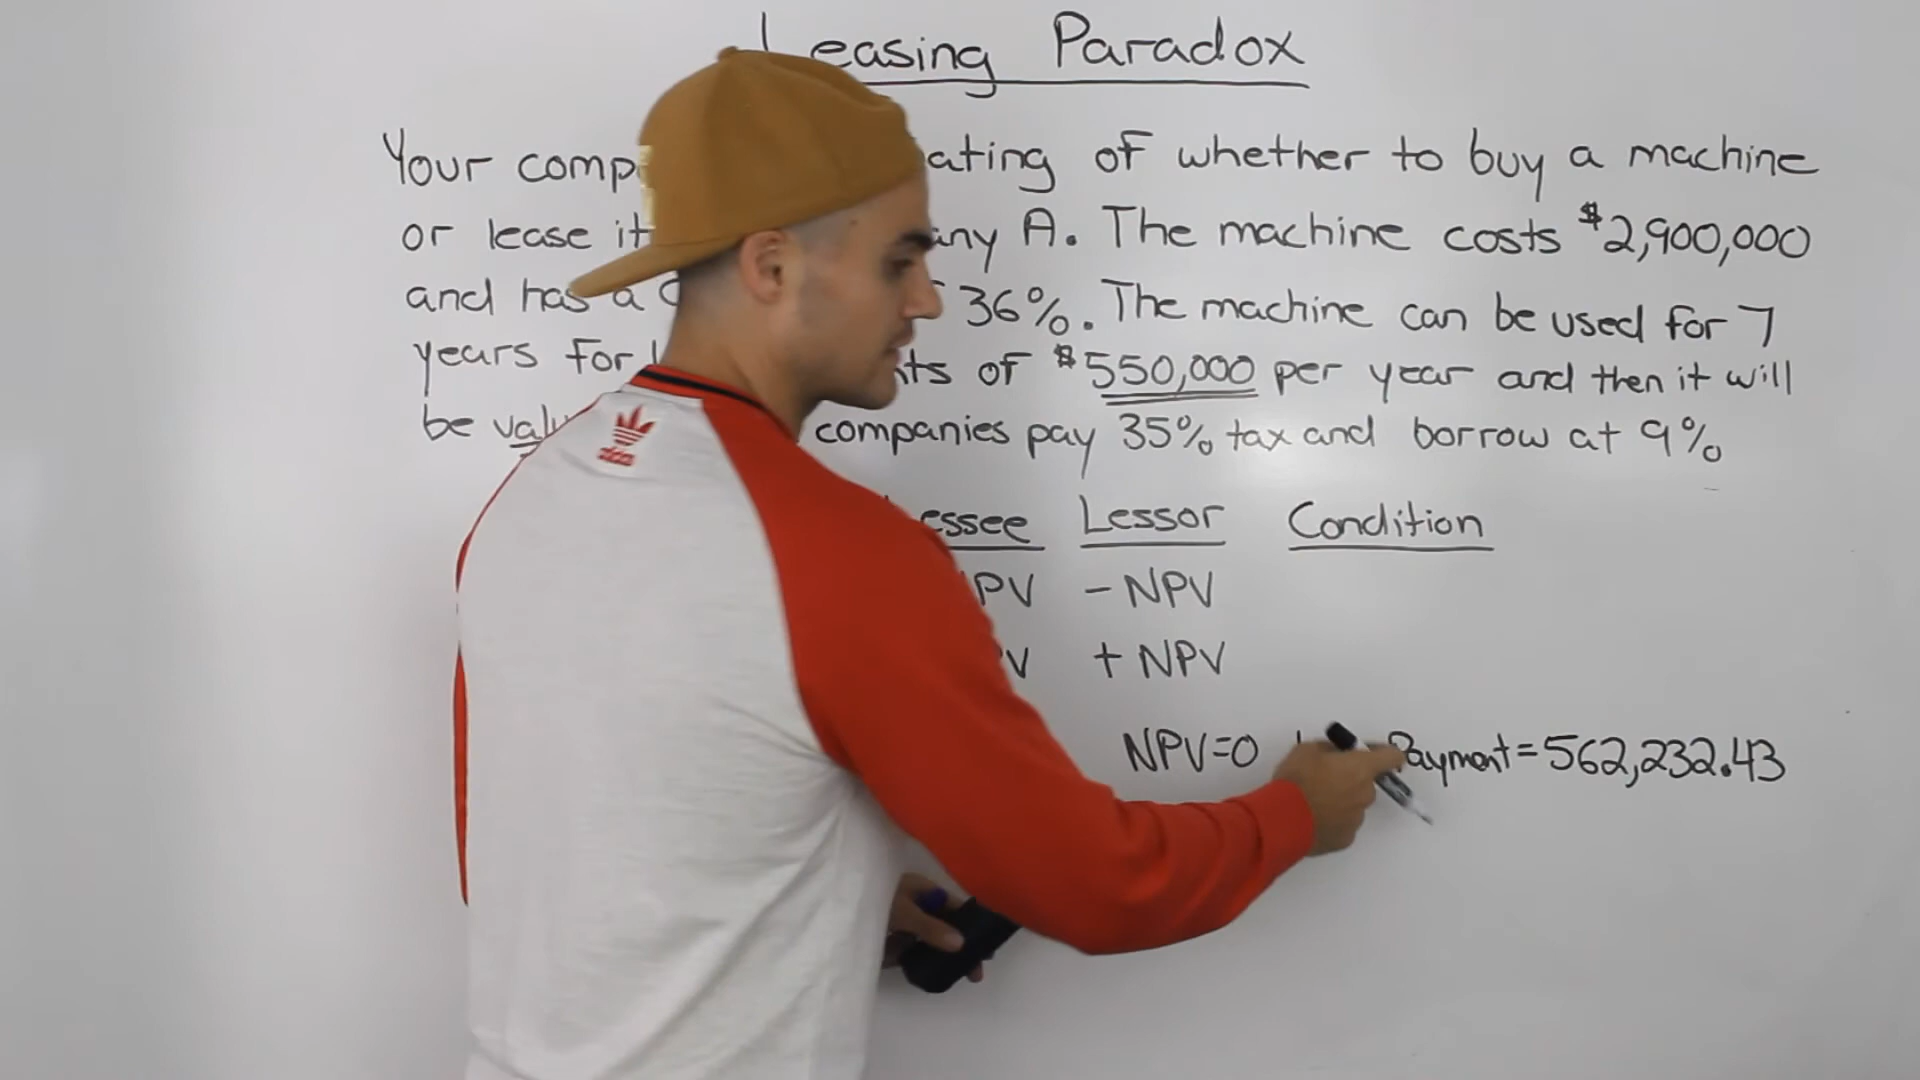 Leasing Paradox
Your comp ating of whether to buy a machine
or lease it any A. The machine costs $2,900,000
and has a 36%. The machine can be used for 7
years for nts of $550,000 per year and then it will
be val companies pay 35% tax and borrow at 9%
essee Lessor Condition
NPV - NPV
V + NPV
NPV=0 Payment=562,232.43